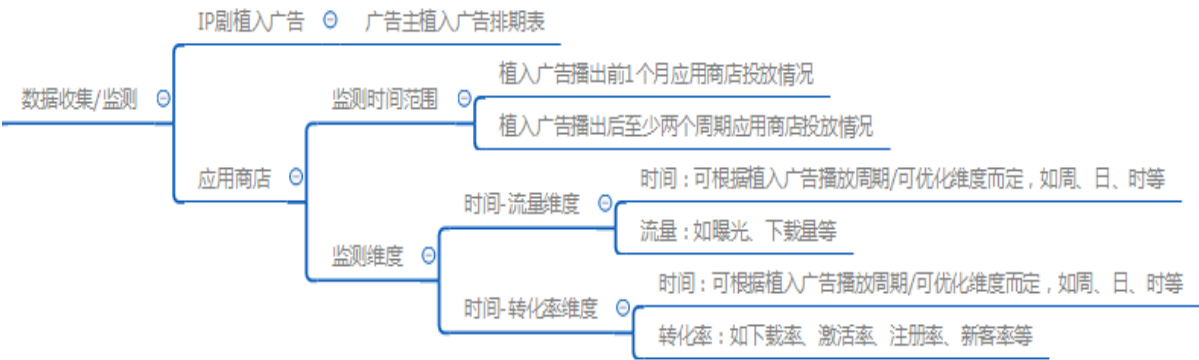 IP剧植入广告
广告主植入广告排期表
数据收集/监测
监测时间范围
植入广告播出前1个月应用商店投放情况
植入广告播出后至少两个周期应用商店投放情况
应用商店
时间-流量维度
时间：可根据植入广告播放周期/可优化维度而定，如周、日、时等
流量：如曝光、下载量等
监测维度
时间-转化率维度
时间：可根据植入广告播放周期/可优化维度而定，如周、日、时等
转化率：如下载率、激活率、注册率、新客率等